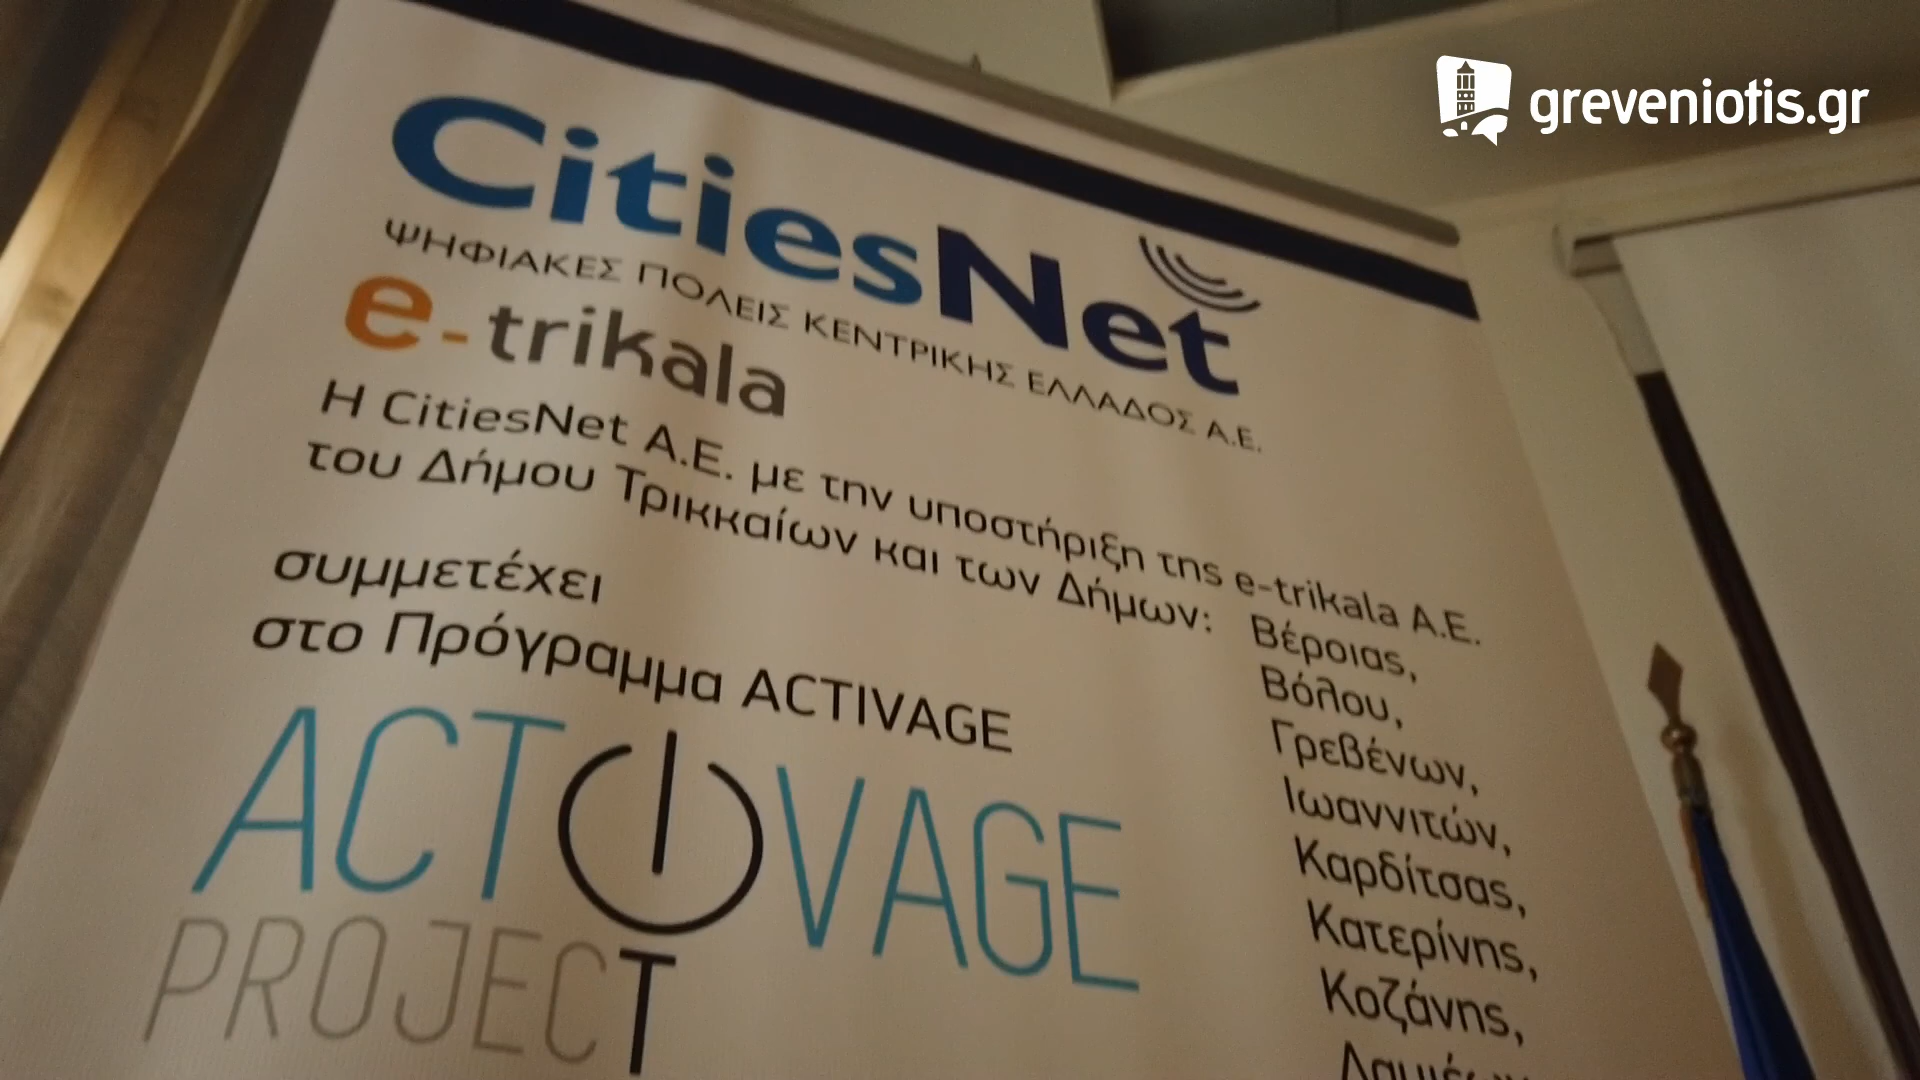 greveniotis.gr
CitiesNet
ΨΗΦΙΑΚΕΣ ΠΟΛΕΙΣ ΚΕΝΤΡΙΚΗΣ ΕΛΛΑΔΟΣ Α.Ε.
e-trikala
Η CitiesNet Α.Ε. με την υποστήριξη της e-trikala Α.Ε.
του Δήμου Τρικκαίων και των Δήμων:
Βέροιας,
Βόλου,
Γρεβένων,
Ιωαννιτών,
Καρδίτσας,
Κατερίνης,
Κοζάνης,
συμμετέχει
στο Πρόγραμμα ACTIVAGE
ACTIVAGE
PROJECT